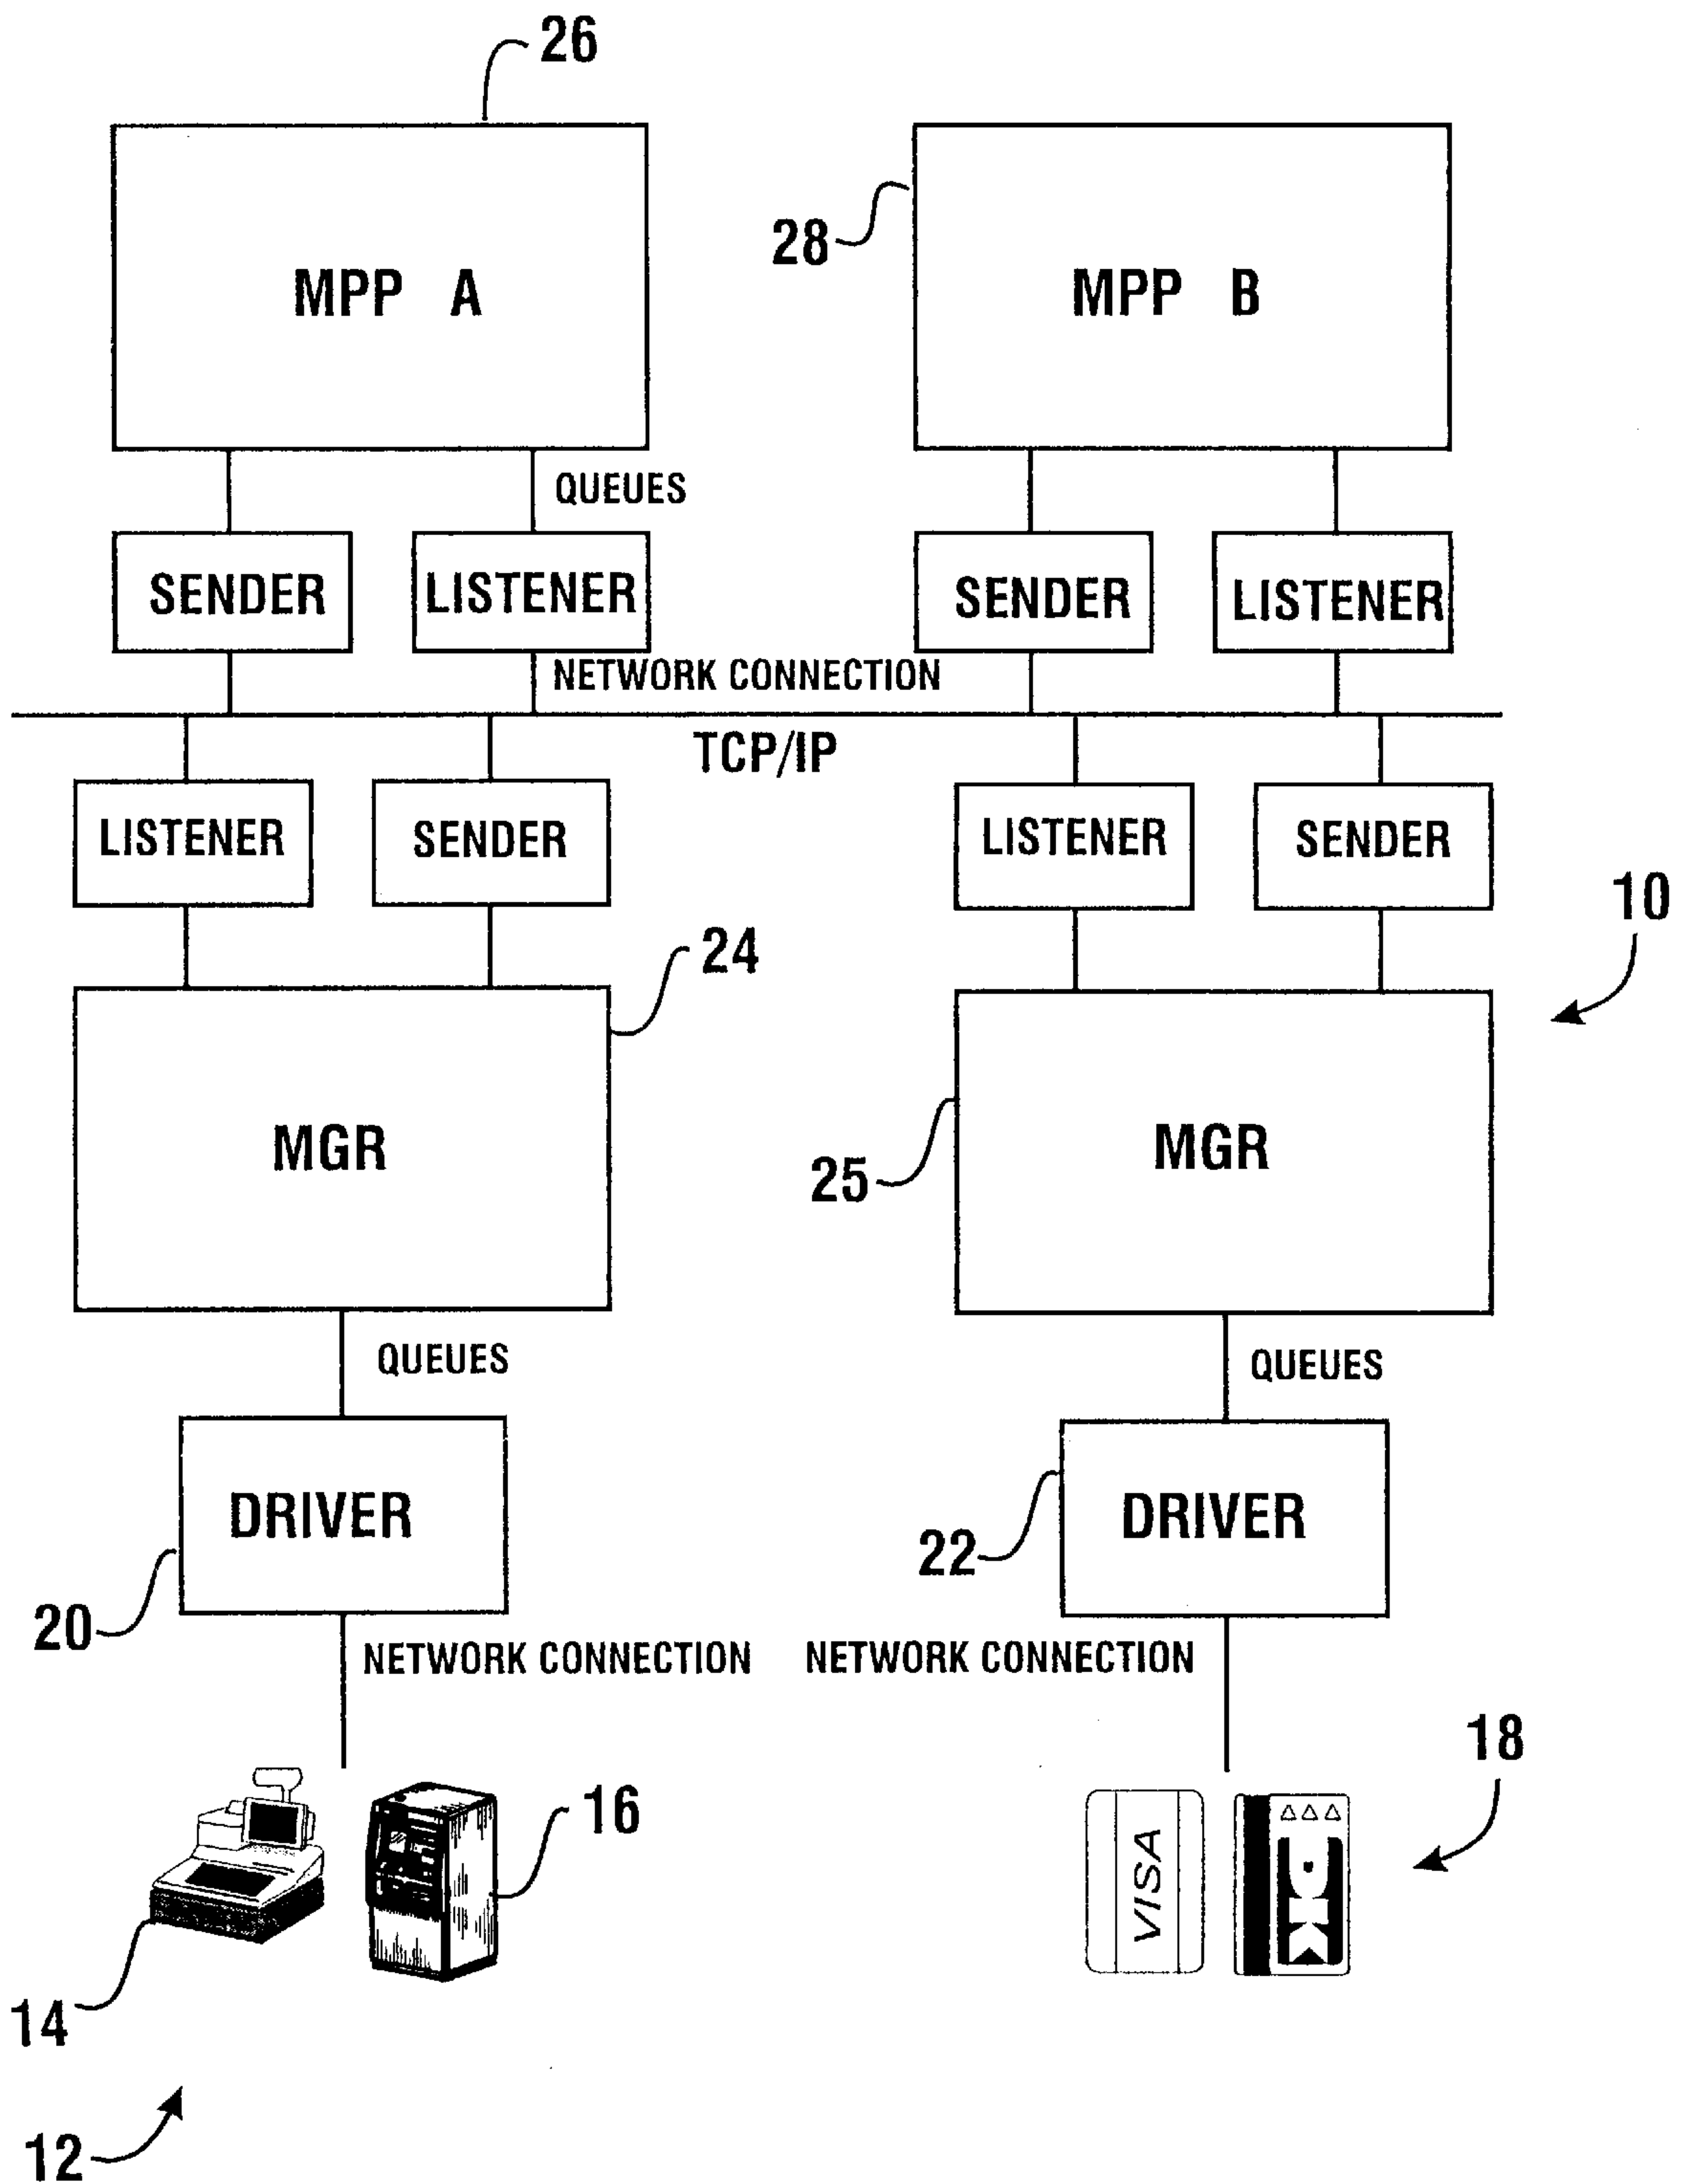 26
28
MPP A
MPP B
QUEUES
SENDER
LISTENER
SENDER
LISTENER
NETWORK CONNECTION
TCP/IP
LISTENER
SENDER
LISTENER
SENDER
10
24
MGR
MGR
25
QUEUES
QUEUES
DRIVER
DRIVER
22
20
NETWORK CONNECTION
NETWORK CONNECTION
18
16
VISA
14
12